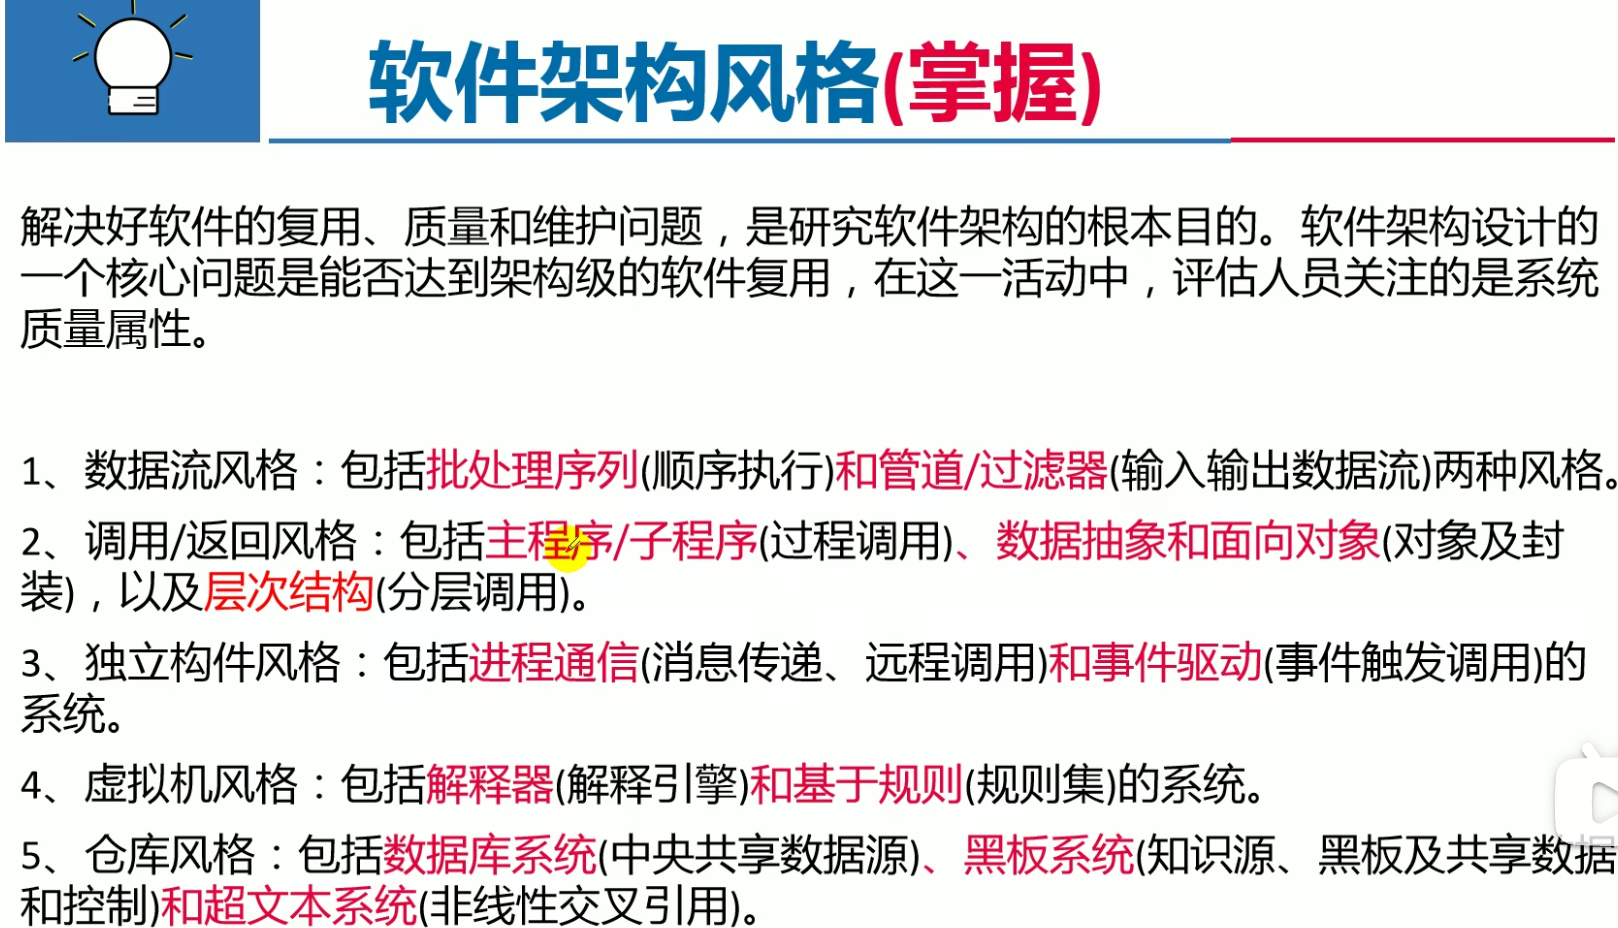 软件架构风格(掌握)
解决好软件的复用、质量和维护问题，是研究软件架构的根本目的。软件架构设计的
一个核心问题是能否达到架构级的软件复用，在这一活动中，评估人员关注的是系统
质量属性。
1、数据流风格：包括批处理序列(顺序执行)和管道/过滤器(输入输出数据流)两种风格。
2、调用/返回风格：包括主程序/子程序(过程调用)、数据抽象和面向对象(对象及封
装)，以及层次结构(分层调用)。
3、独立构件风格：包括进程通信(消息传递、远程调用)和事件驱动(事件触发调用)的
系统。
4、虚拟机风格：包括解释器(解释引擎)和基于规则(规则集)的系统。
5、仓库风格：包括数据库系统(中央共享数据源)、黑板系统(知识源、黑板及共享数据
和控制)和超文本系统(非线性交叉引用)。